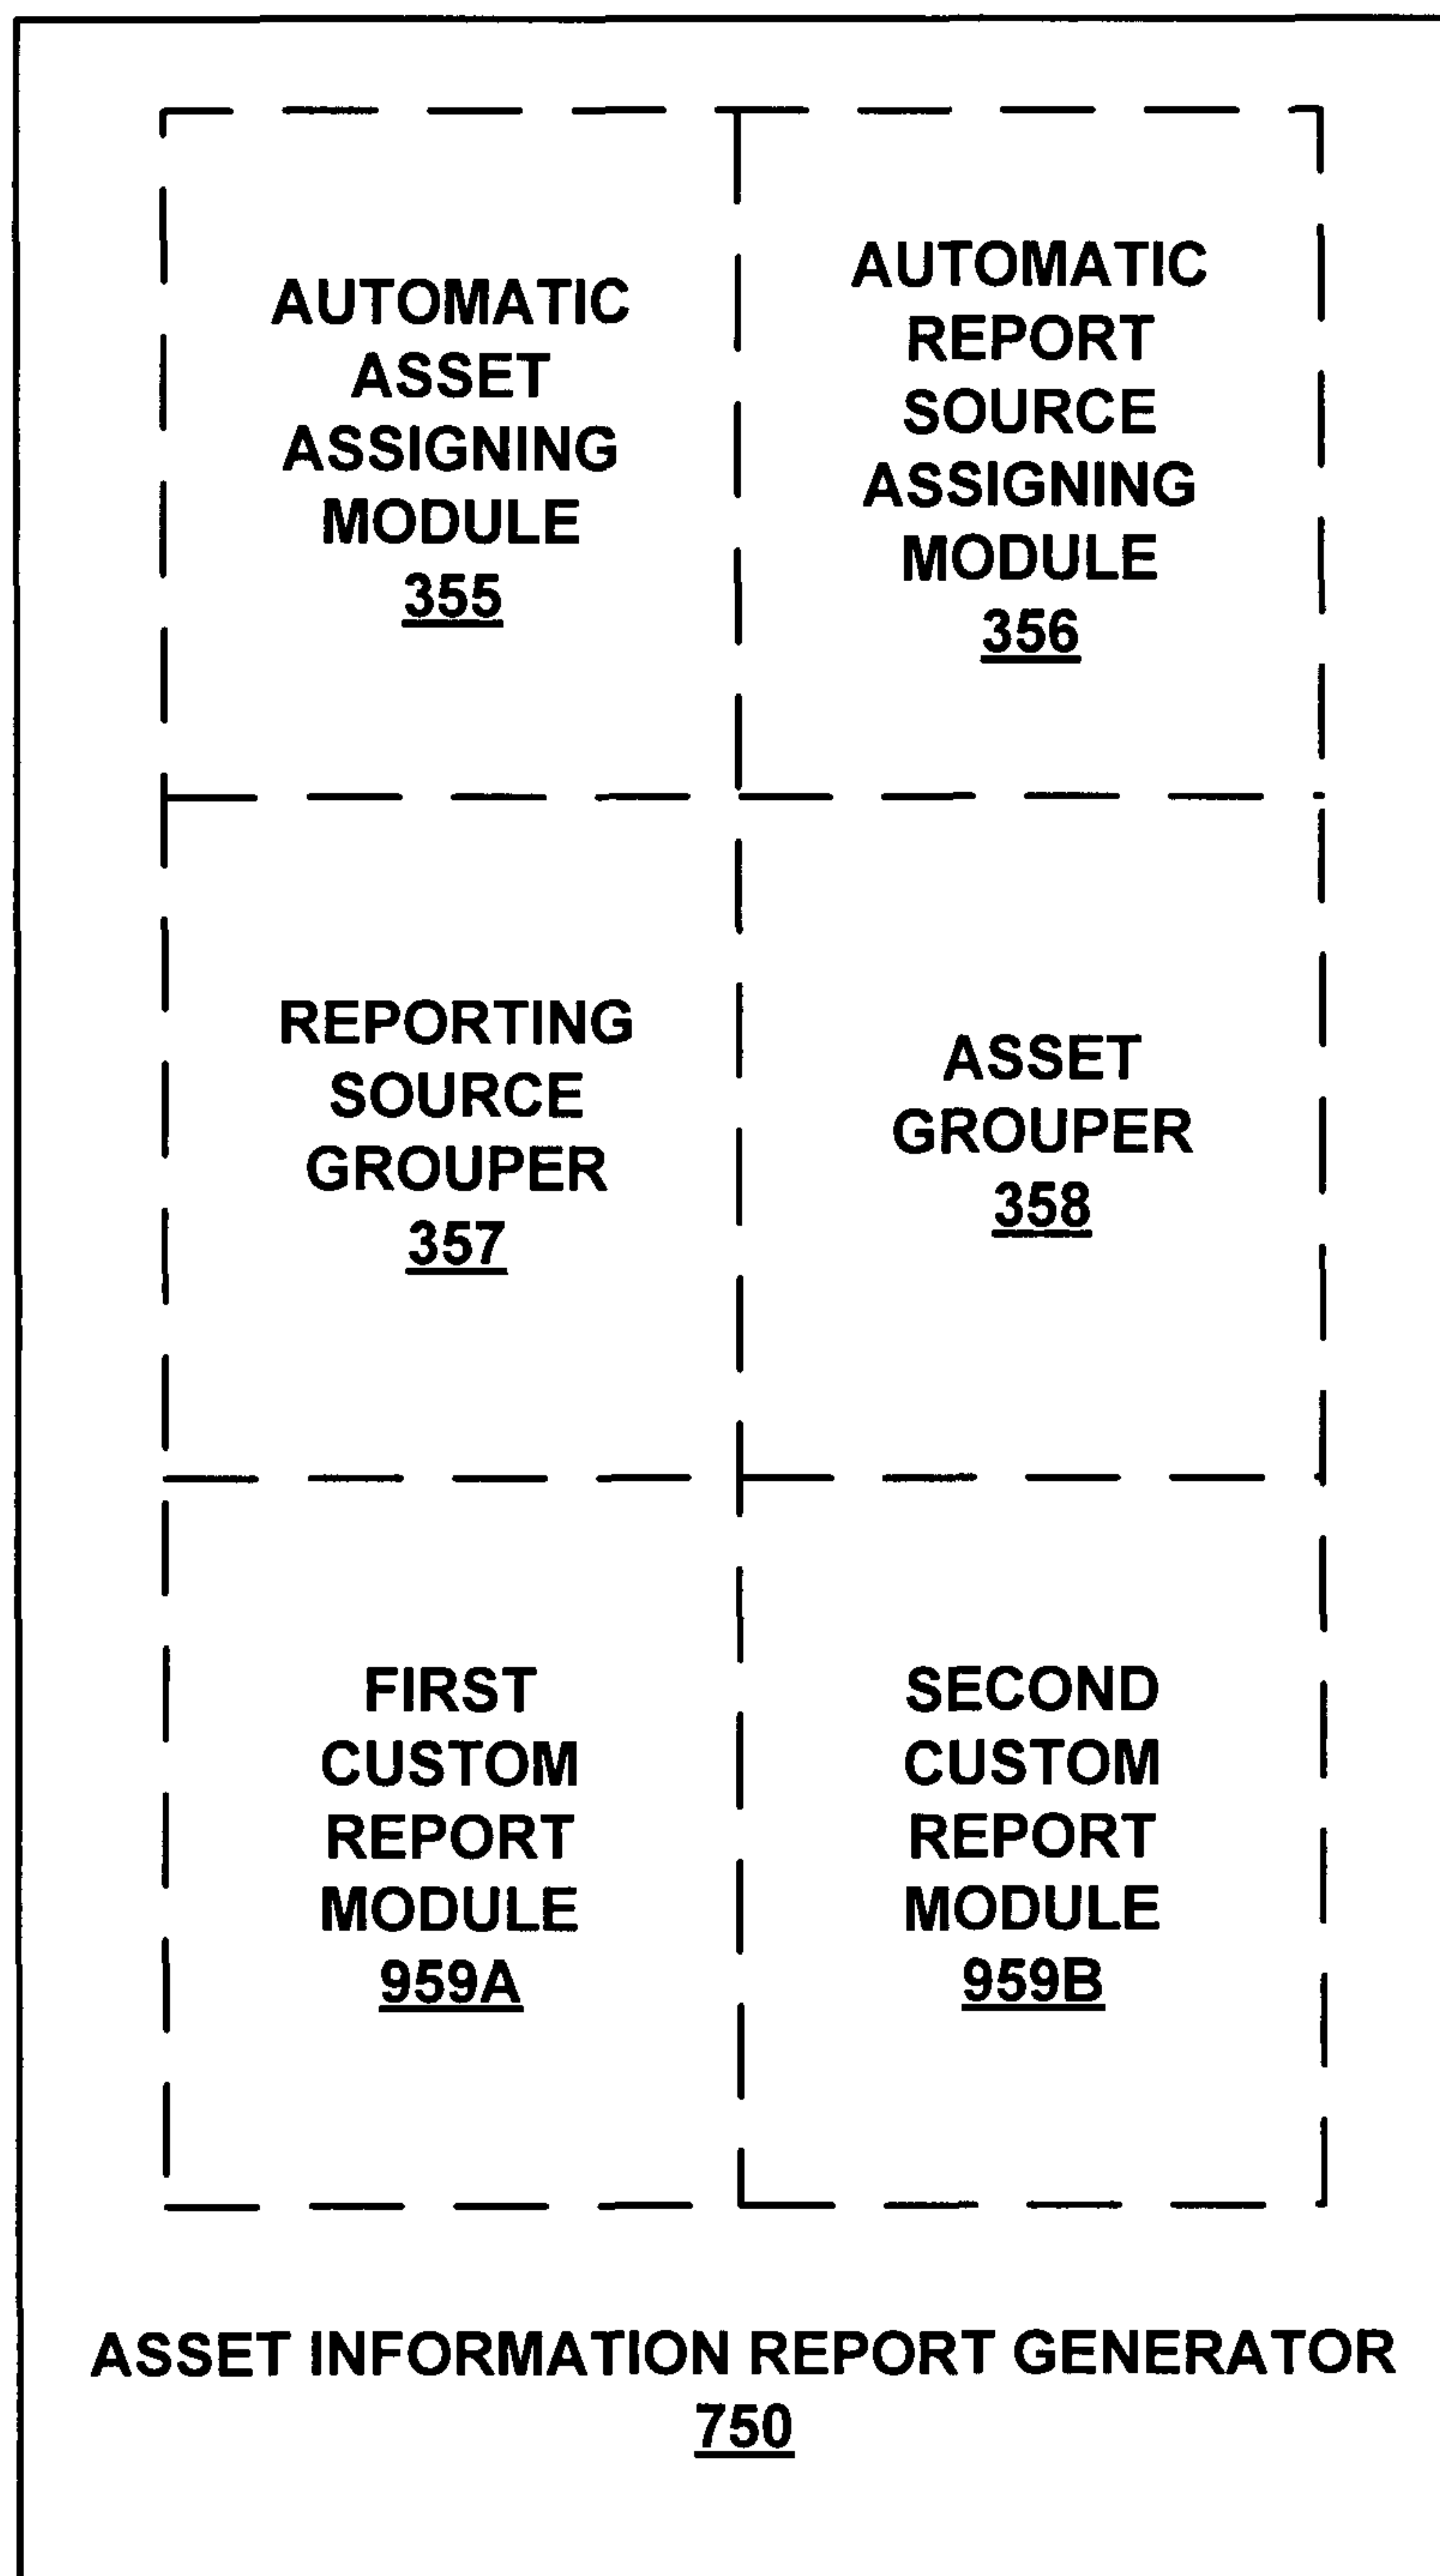 AUTOMATIC
ASSET
ASSIGNING
MODULE
355
AUTOMATIC
REPORT
SOURCE
ASSIGNING
MODULE
356
REPORTING
SOURCE
GROUPER
357
ASSET
GROUPER
358
FIRST
CUSTOM
REPORT
MODULE
959A
SECOND
CUSTOM
REPORT
MODULE
959B
ASSET INFORMATION REPORT GENERATOR
750